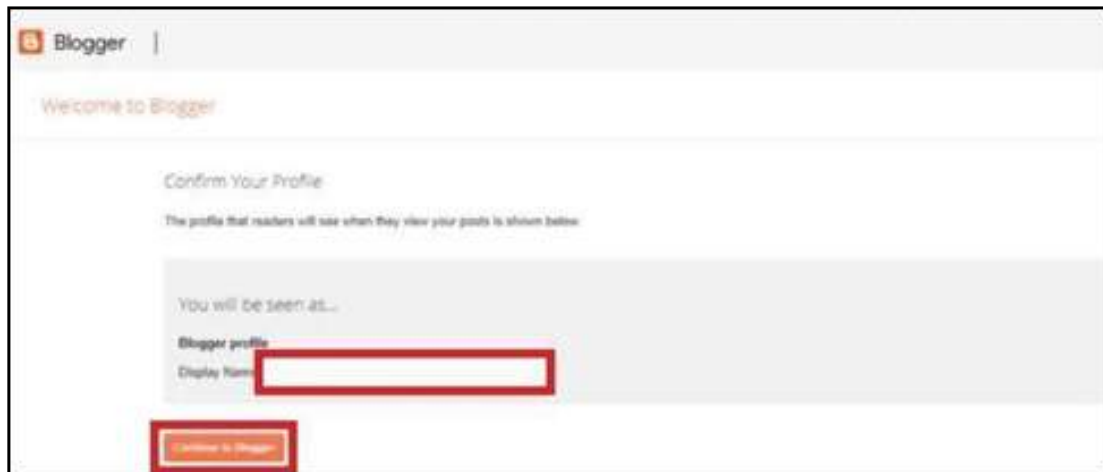 Blogger |
Welcome to Blogger
Confirm Your Profile
The profile that readers will see when they view your posts is shown below
You will be seen as...
Blogger profile
Display Name
Continue to Blogger